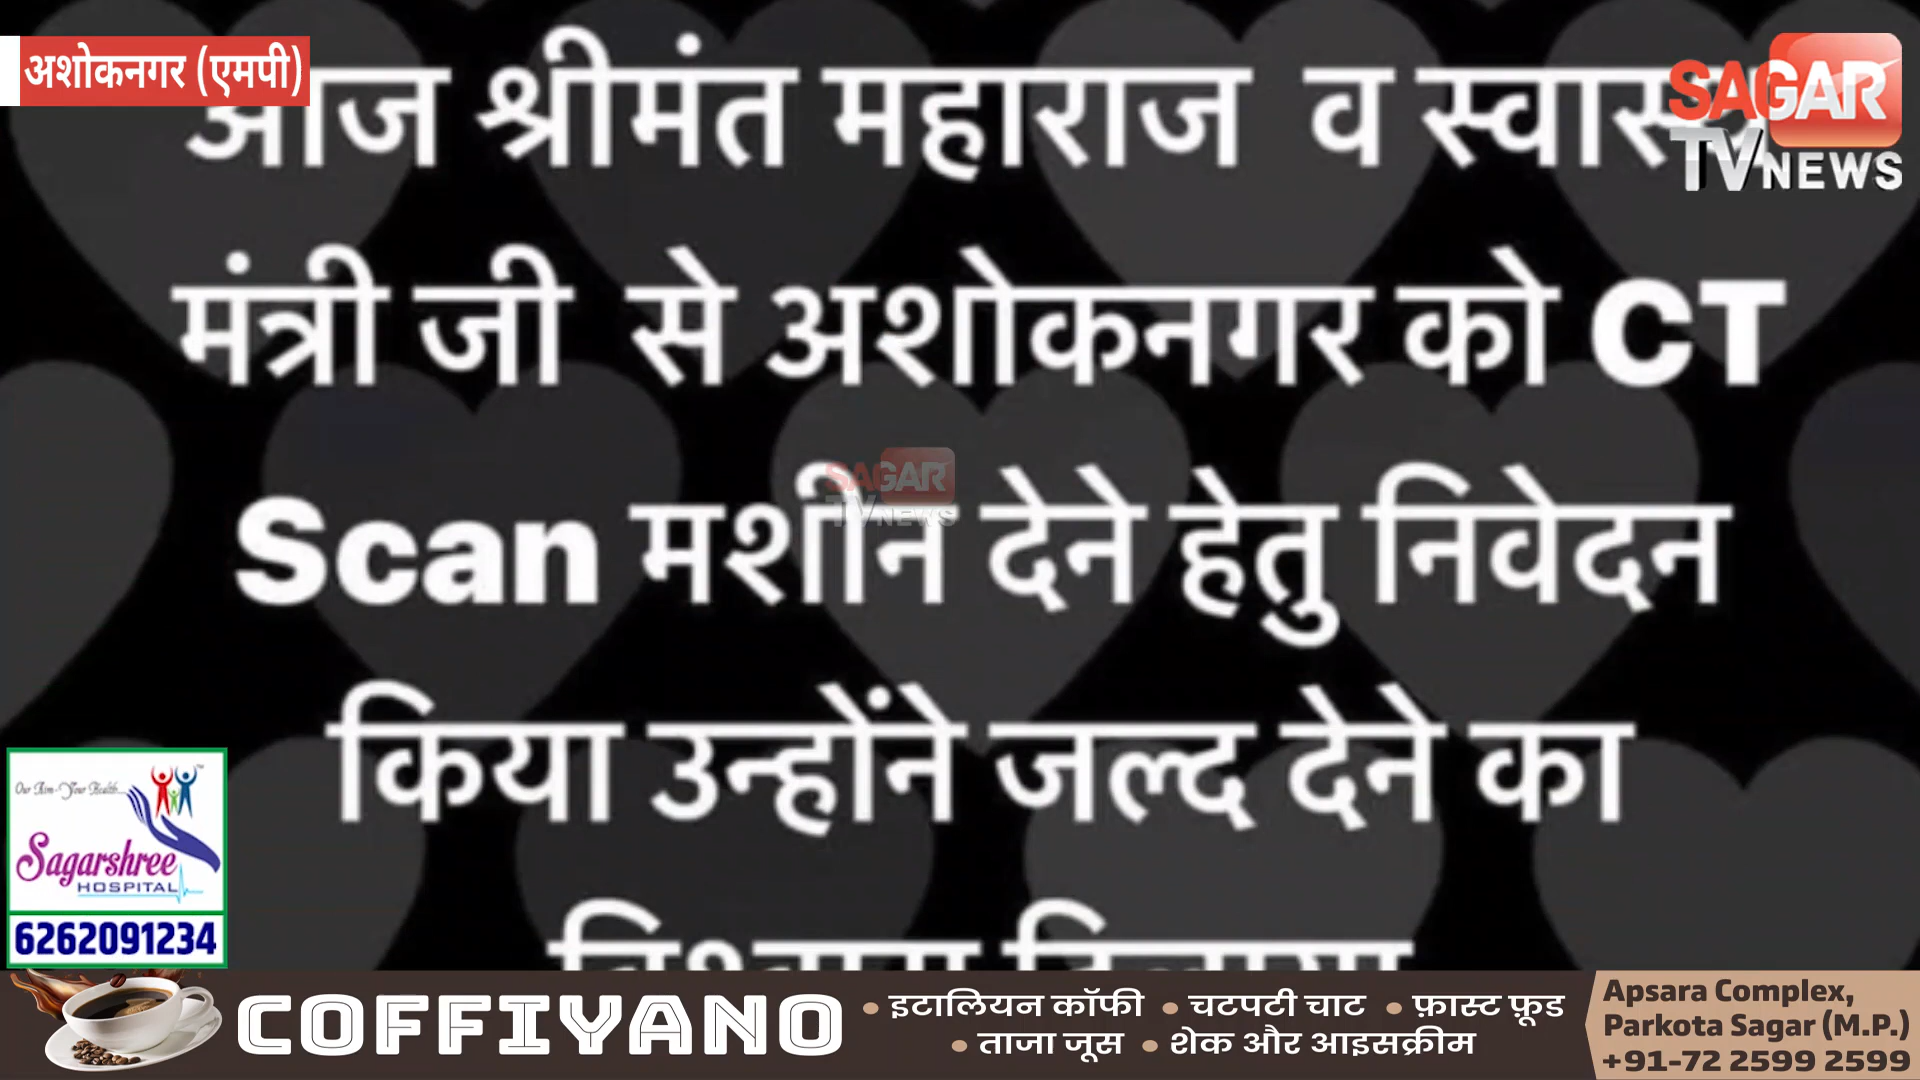 अशोकनगर (एमपी)
SAGAR
TV NEWS
आज श्रीमंत महाराज व स्वास्थ्य
मंत्री जी से अशोकनगर को CT
Scan मशीन देने हेतु निवेदन
SAGAR
TV NEWS
किया उन्होंने जल्द देने का
विश्वास दिलाया
Our Aim-Your Health...
Sagarshree
HOSPITAL
6262091234
COFFIYANO
• इटालियन कॉफी • चटपटी चाट • फ़ास्ट फ़ूड
• ताजा जूस • शेक और आइसक्रीम
Apsara Complex,
Parkota Sagar (M.P.)
+91-72 2599 2599